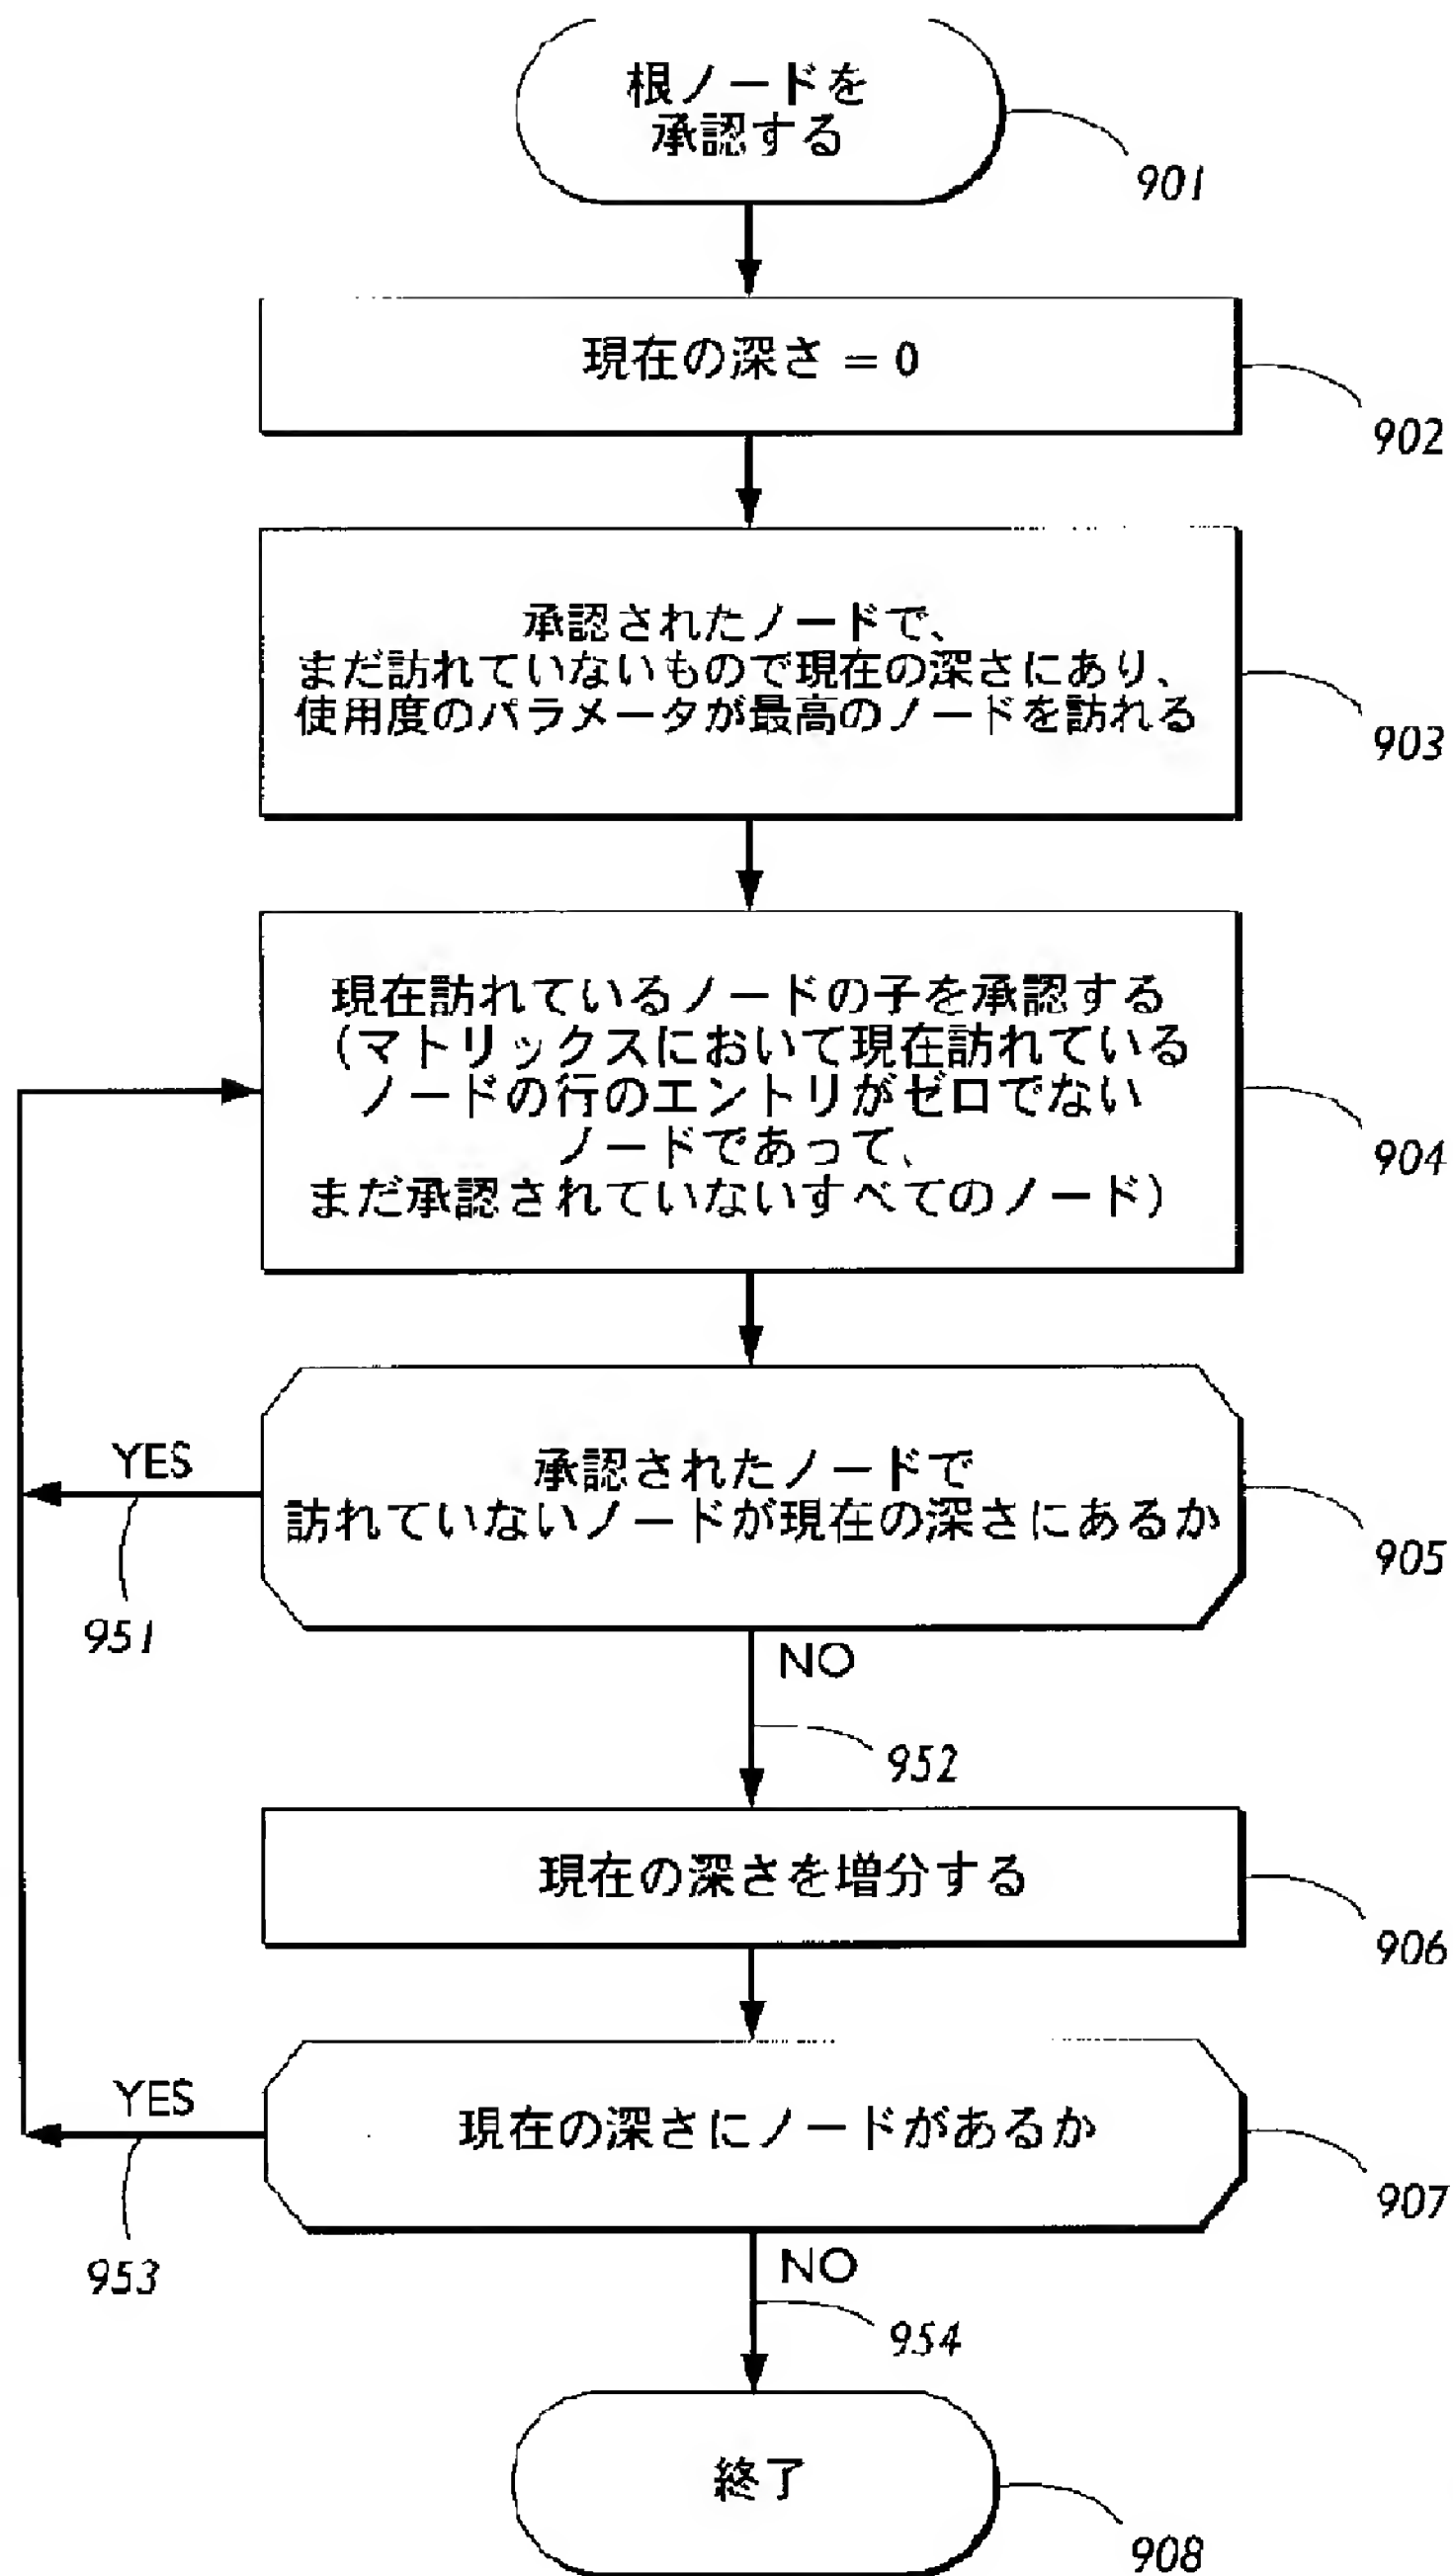 根ノードを
承認する
901
現在の深さ = 0
902
承認されたノードで、
まだ訪れていないもので現在の深さにあり、
使用度のパラメータが最高のノードを訪れる
903
現在訪れているノードの子を承認する
（マトリックスにおいて現在訪れている
ノードの行のエントリがゼロでない
ノードであって、
まだ承認されていないすべてのノード）
904
承認されたノードで
訪れていないノードが現在の深さにあるか
905
YES
951
NO
952
現在の深さを増分する
906
現在の深さにノードがあるか
907
YES
953
NO
954
終了
908